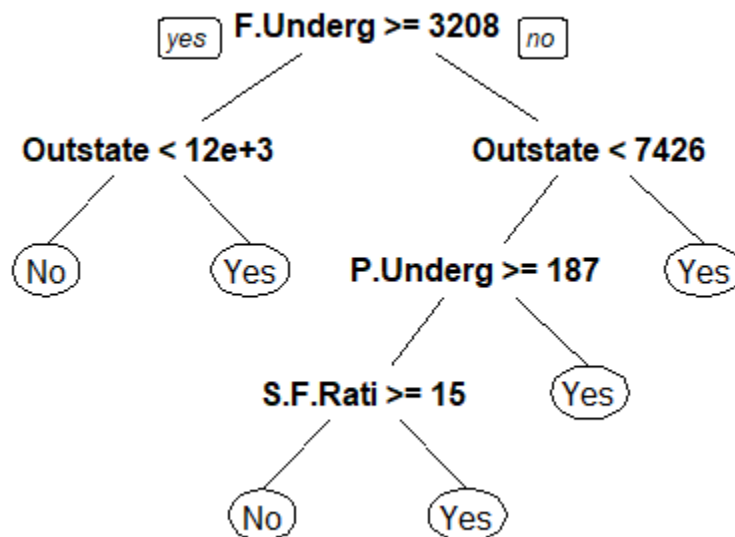 yes F.Underg >= 3208 no
Outstate < 12e+3 Outstate < 7426
No Yes P.Underg >= 187 Yes
S.F.Rati >= 15 Yes
No Yes